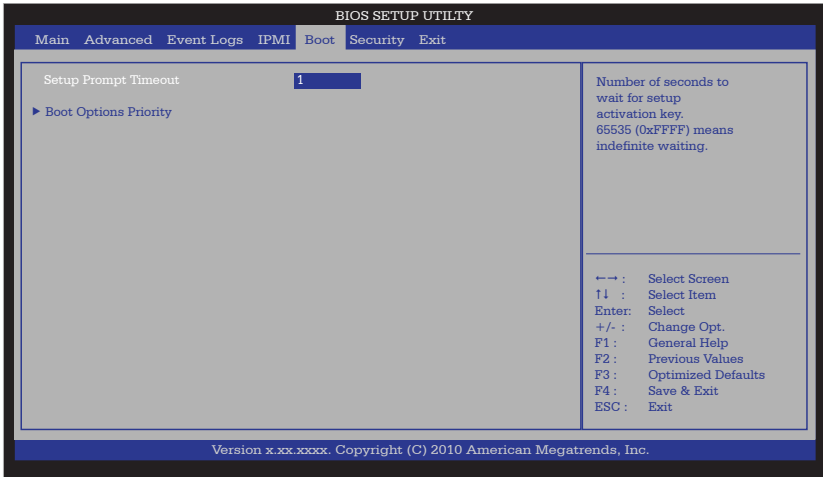 BIOS SETUP UTILTY
Main Advanced Event Logs IPMI Boot Security Exit
Setup Prompt Timeout 1
▶ Boot Options Priority
Number of seconds to
wait for setup
activation key.
65535 (0xFFFF) means
indefinite waiting.
←→ : Select Screen
↑↓ : Select Item
Enter: Select
+/- : Change Opt.
F1 : General Help
F2 : Previous Values
F3 : Optimized Defaults
F4 : Save & Exit
ESC : Exit
Version x.xx.xxxx. Copyright (C) 2010 American Megatrends, Inc.